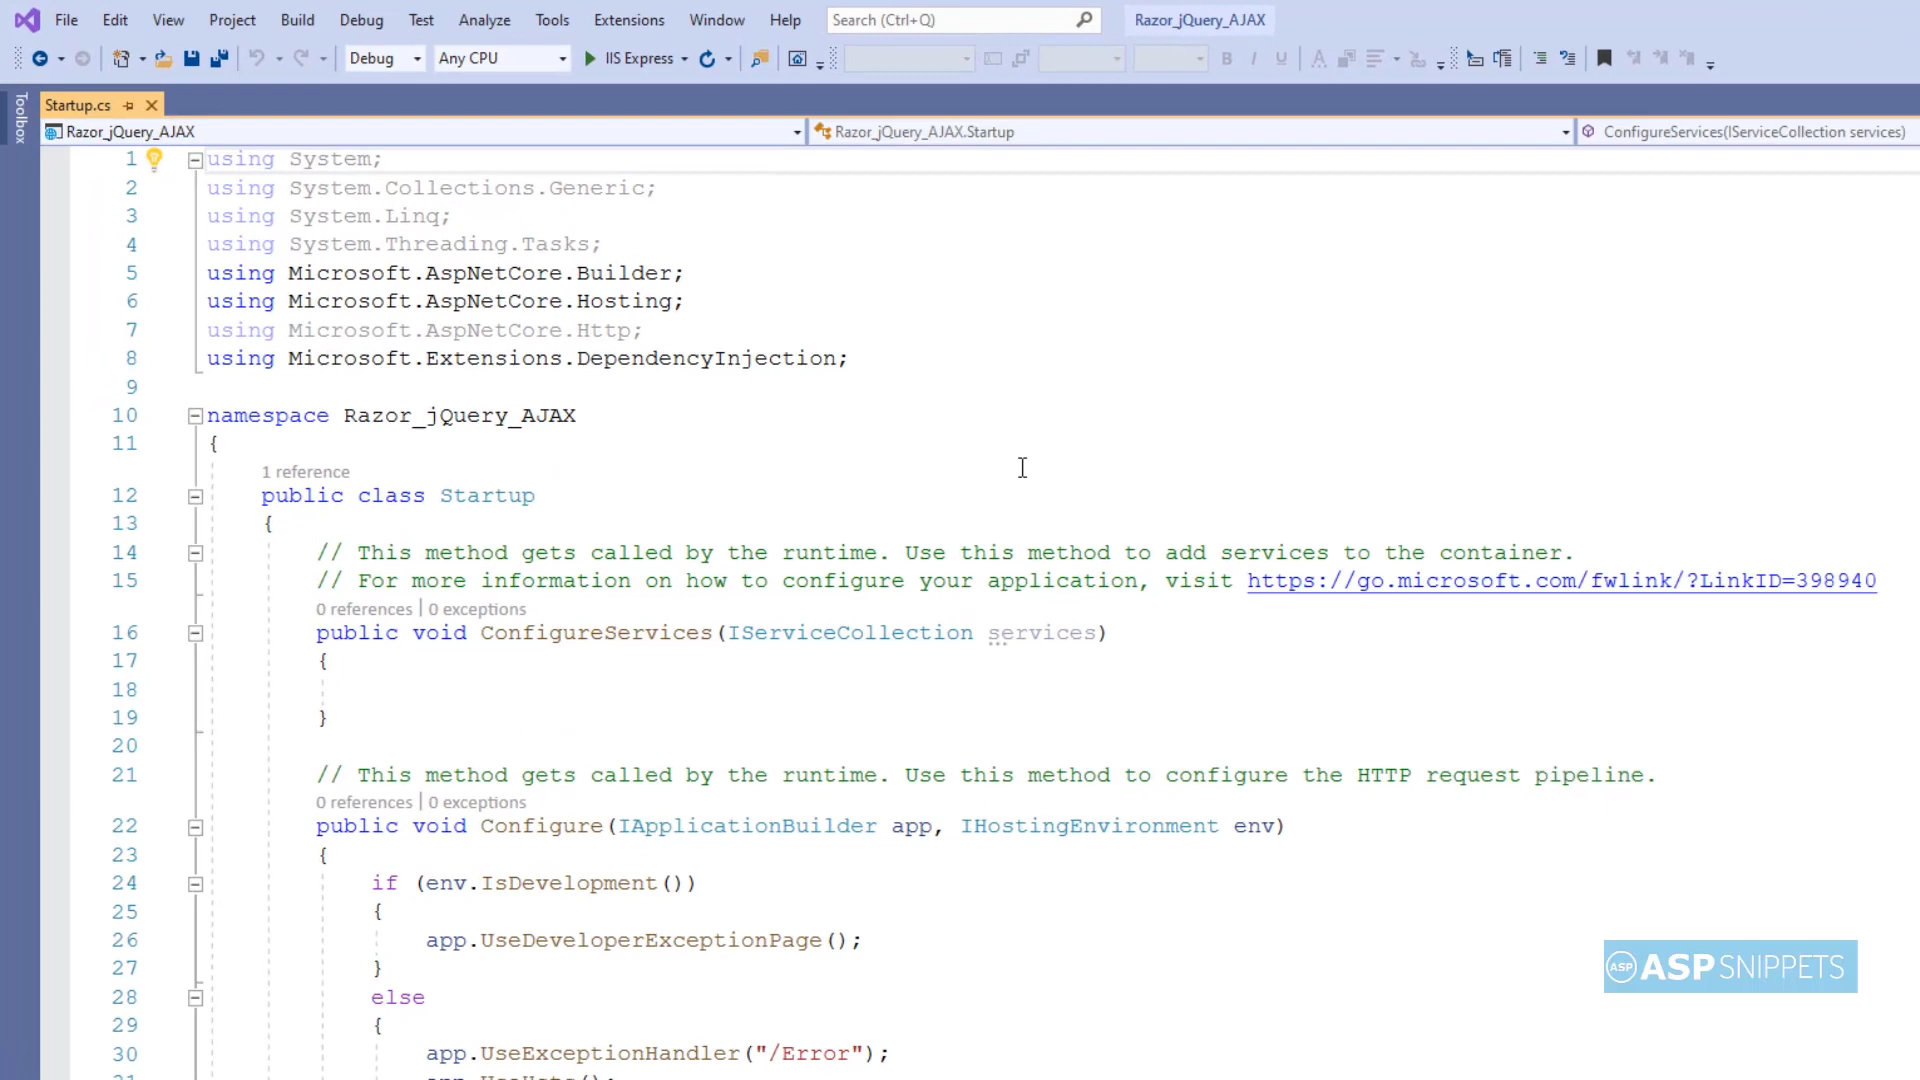 File Edit View Project Build Debug Test Analyze Tools Extensions Window Help Search (Ctrl+Q) Razor_jQuery_AJAX
Debug Any CPU IIS Express
Toolbox
Startup.cs
Razor_jQuery_AJAX Razor_jQuery_AJAX.Startup ConfigureServices(IServiceCollection services)
1 using System;
2 using System.Collections.Generic;
3 using System.Linq;
4 using System.Threading.Tasks;
5 using Microsoft.AspNetCore.Builder;
6 using Microsoft.AspNetCore.Hosting;
7 using Microsoft.AspNetCore.Http;
8 using Microsoft.Extensions.DependencyInjection;
9
10 namespace Razor_jQuery_AJAX
11 {
1 reference
12 public class Startup
13 {
14 // This method gets called by the runtime. Use this method to add services to the container.
15 // For more information on how to configure your application, visit https://go.microsoft.com/fwlink/?LinkID=398940
0 references | 0 exceptions
16 public void ConfigureServices(IServiceCollection services)
17 {
18
19 }
20
21 // This method gets called by the runtime. Use this method to configure the HTTP request pipeline.
0 references | 0 exceptions
22 public void Configure(IApplicationBuilder app, IHostingEnvironment env)
23 {
24 if (env.IsDevelopment())
25 {
26 app.UseDeveloperExceptionPage();
27 }
28 else
29 {
30 app.UseExceptionHandler("/Error");
ASP ASPSNIPPETS